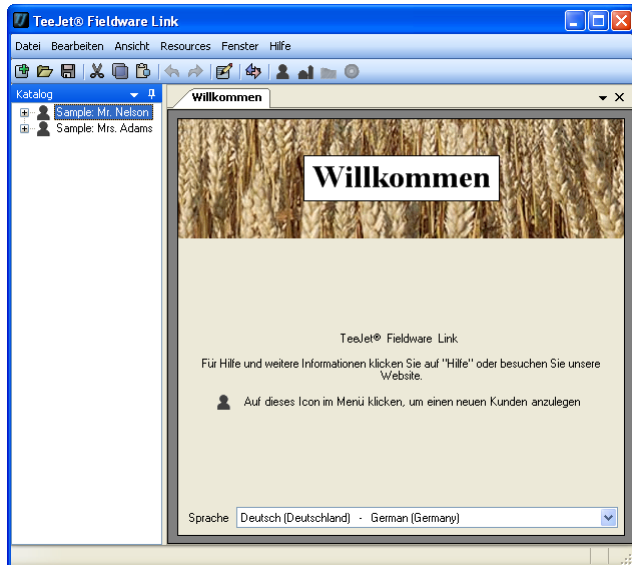 TeeJet® Fieldware Link
Datei Bearbeiten Ansicht Resources Fenster Hilfe
Katalog
Willkommen
Sample: Mr. Nelson
Sample: Mrs. Adams
Willkommen
TeeJet® Fieldware Link
Für Hilfe und weitere Informationen klicken Sie auf "Hilfe" oder besuchen Sie unsere
Website.
Auf dieses Icon im Menü klicken, um einen neuen Kunden anzulegen
Sprache Deutsch (Deutschland) - German (Germany)